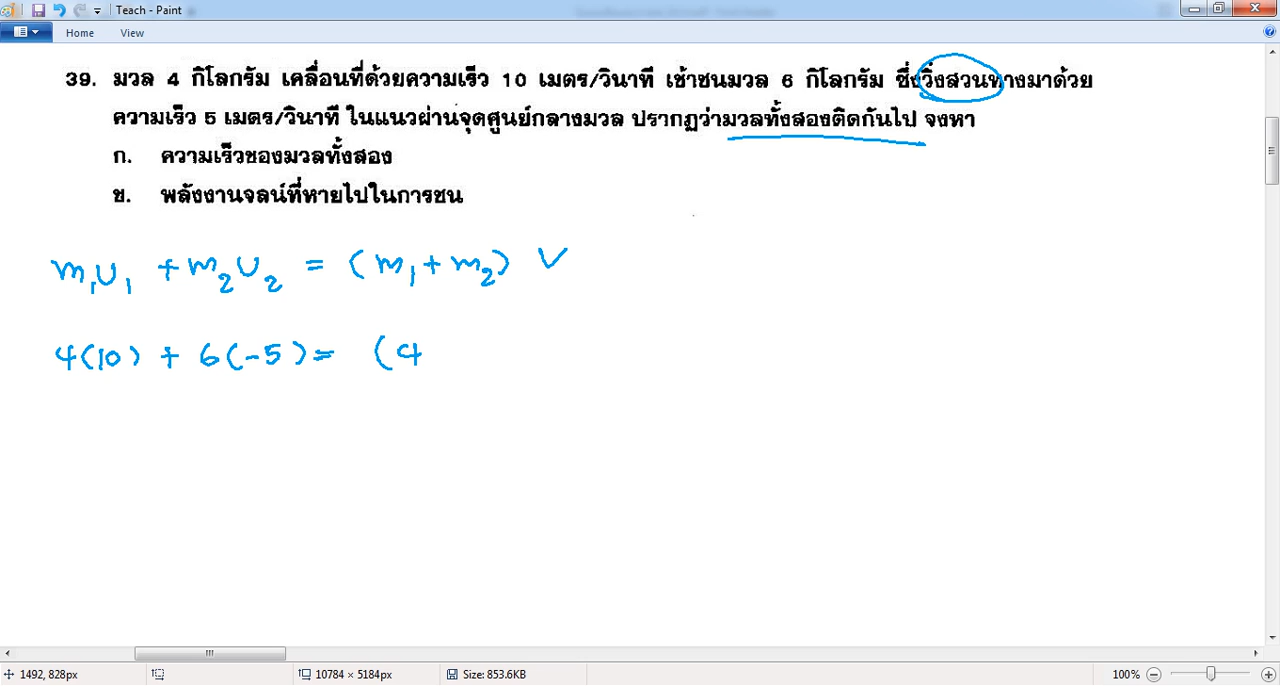 Teach - Paint
Home View
39. มวล 4 กิโลกรัม เคลื่อนที่ด้วยความเร็ว 10 เมตร/วินาที เข้าชนมวล 6 กิโลกรัม ซึ่งวิ่งสวนทางมาด้วย
ความเร็ว 5 เมตร/วินาที ในแนวผ่านจุดศูนย์กลางมวล ปรากฏว่ามวลทั้งสองติดกันไป จงหา
ก. ความเร็วของมวลทั้งสอง
ข. พลังงานจลน์ที่หายไปในการชน
m₁U₁ + m₂U₂ = (m₁ + m₂) V
4(10) + 6(-5) = (4
1492, 828px 10784 × 5184px Size: 853.6KB 100%